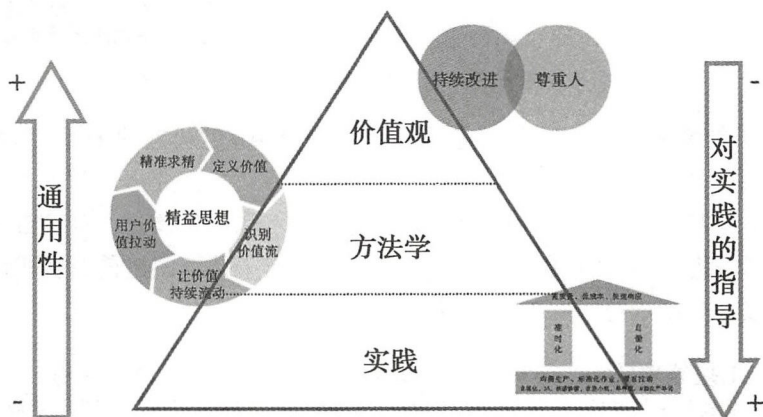 +
-
通用性
持续改进
尊重人
价值观
精准求精
定义价值
精益思想
用户价
值拉动
识别
价值流
让价值
持续流动
方法学
对实践的指导
实践
准时化
自働化
-
+